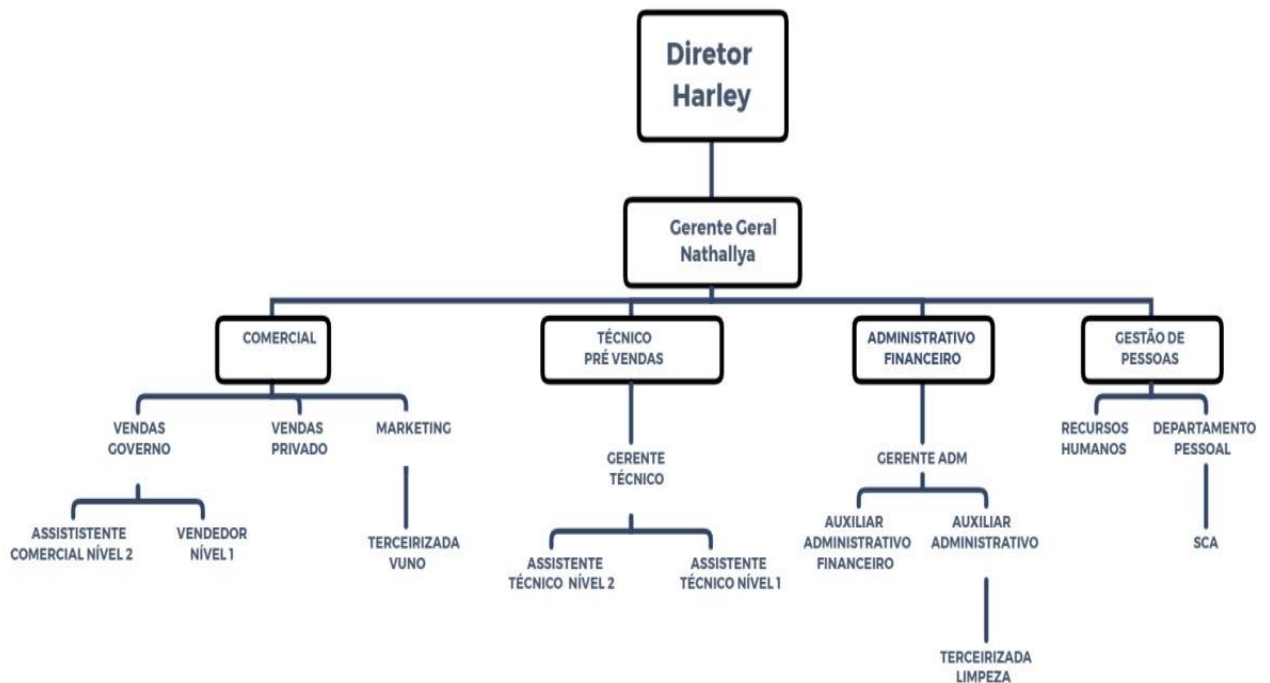 Diretor
Harley
Gerente Geral
Nathallya
COMERCIAL
TÉCNICO
PRÉ VENDAS
ADMINISTRATIVO
FINANCEIRO
GESTÃO DE
PESSOAS
VENDAS
GOVERNO
VENDAS
PRIVADO
MARKETING
GERENTE
TÉCNICO
GERENTE ADM
RECURSOS
HUMANOS
DEPARTAMENTO
PESSOAL
ASSISTISTENTE
COMERCIAL NÍVEL 2
VENDEDOR
NÍVEL 1
TERCEIRIZADA
VUNO
ASSISTENTE
TÉCNICO NÍVEL 2
ASSISTENTE
TÉCNICO NÍVEL 1
AUXILIAR
ADMINISTRATIVO
FINANCEIRO
AUXILIAR
ADMINISTRATIVO
SCA
TERCEIRIZADA
LIMPEZA